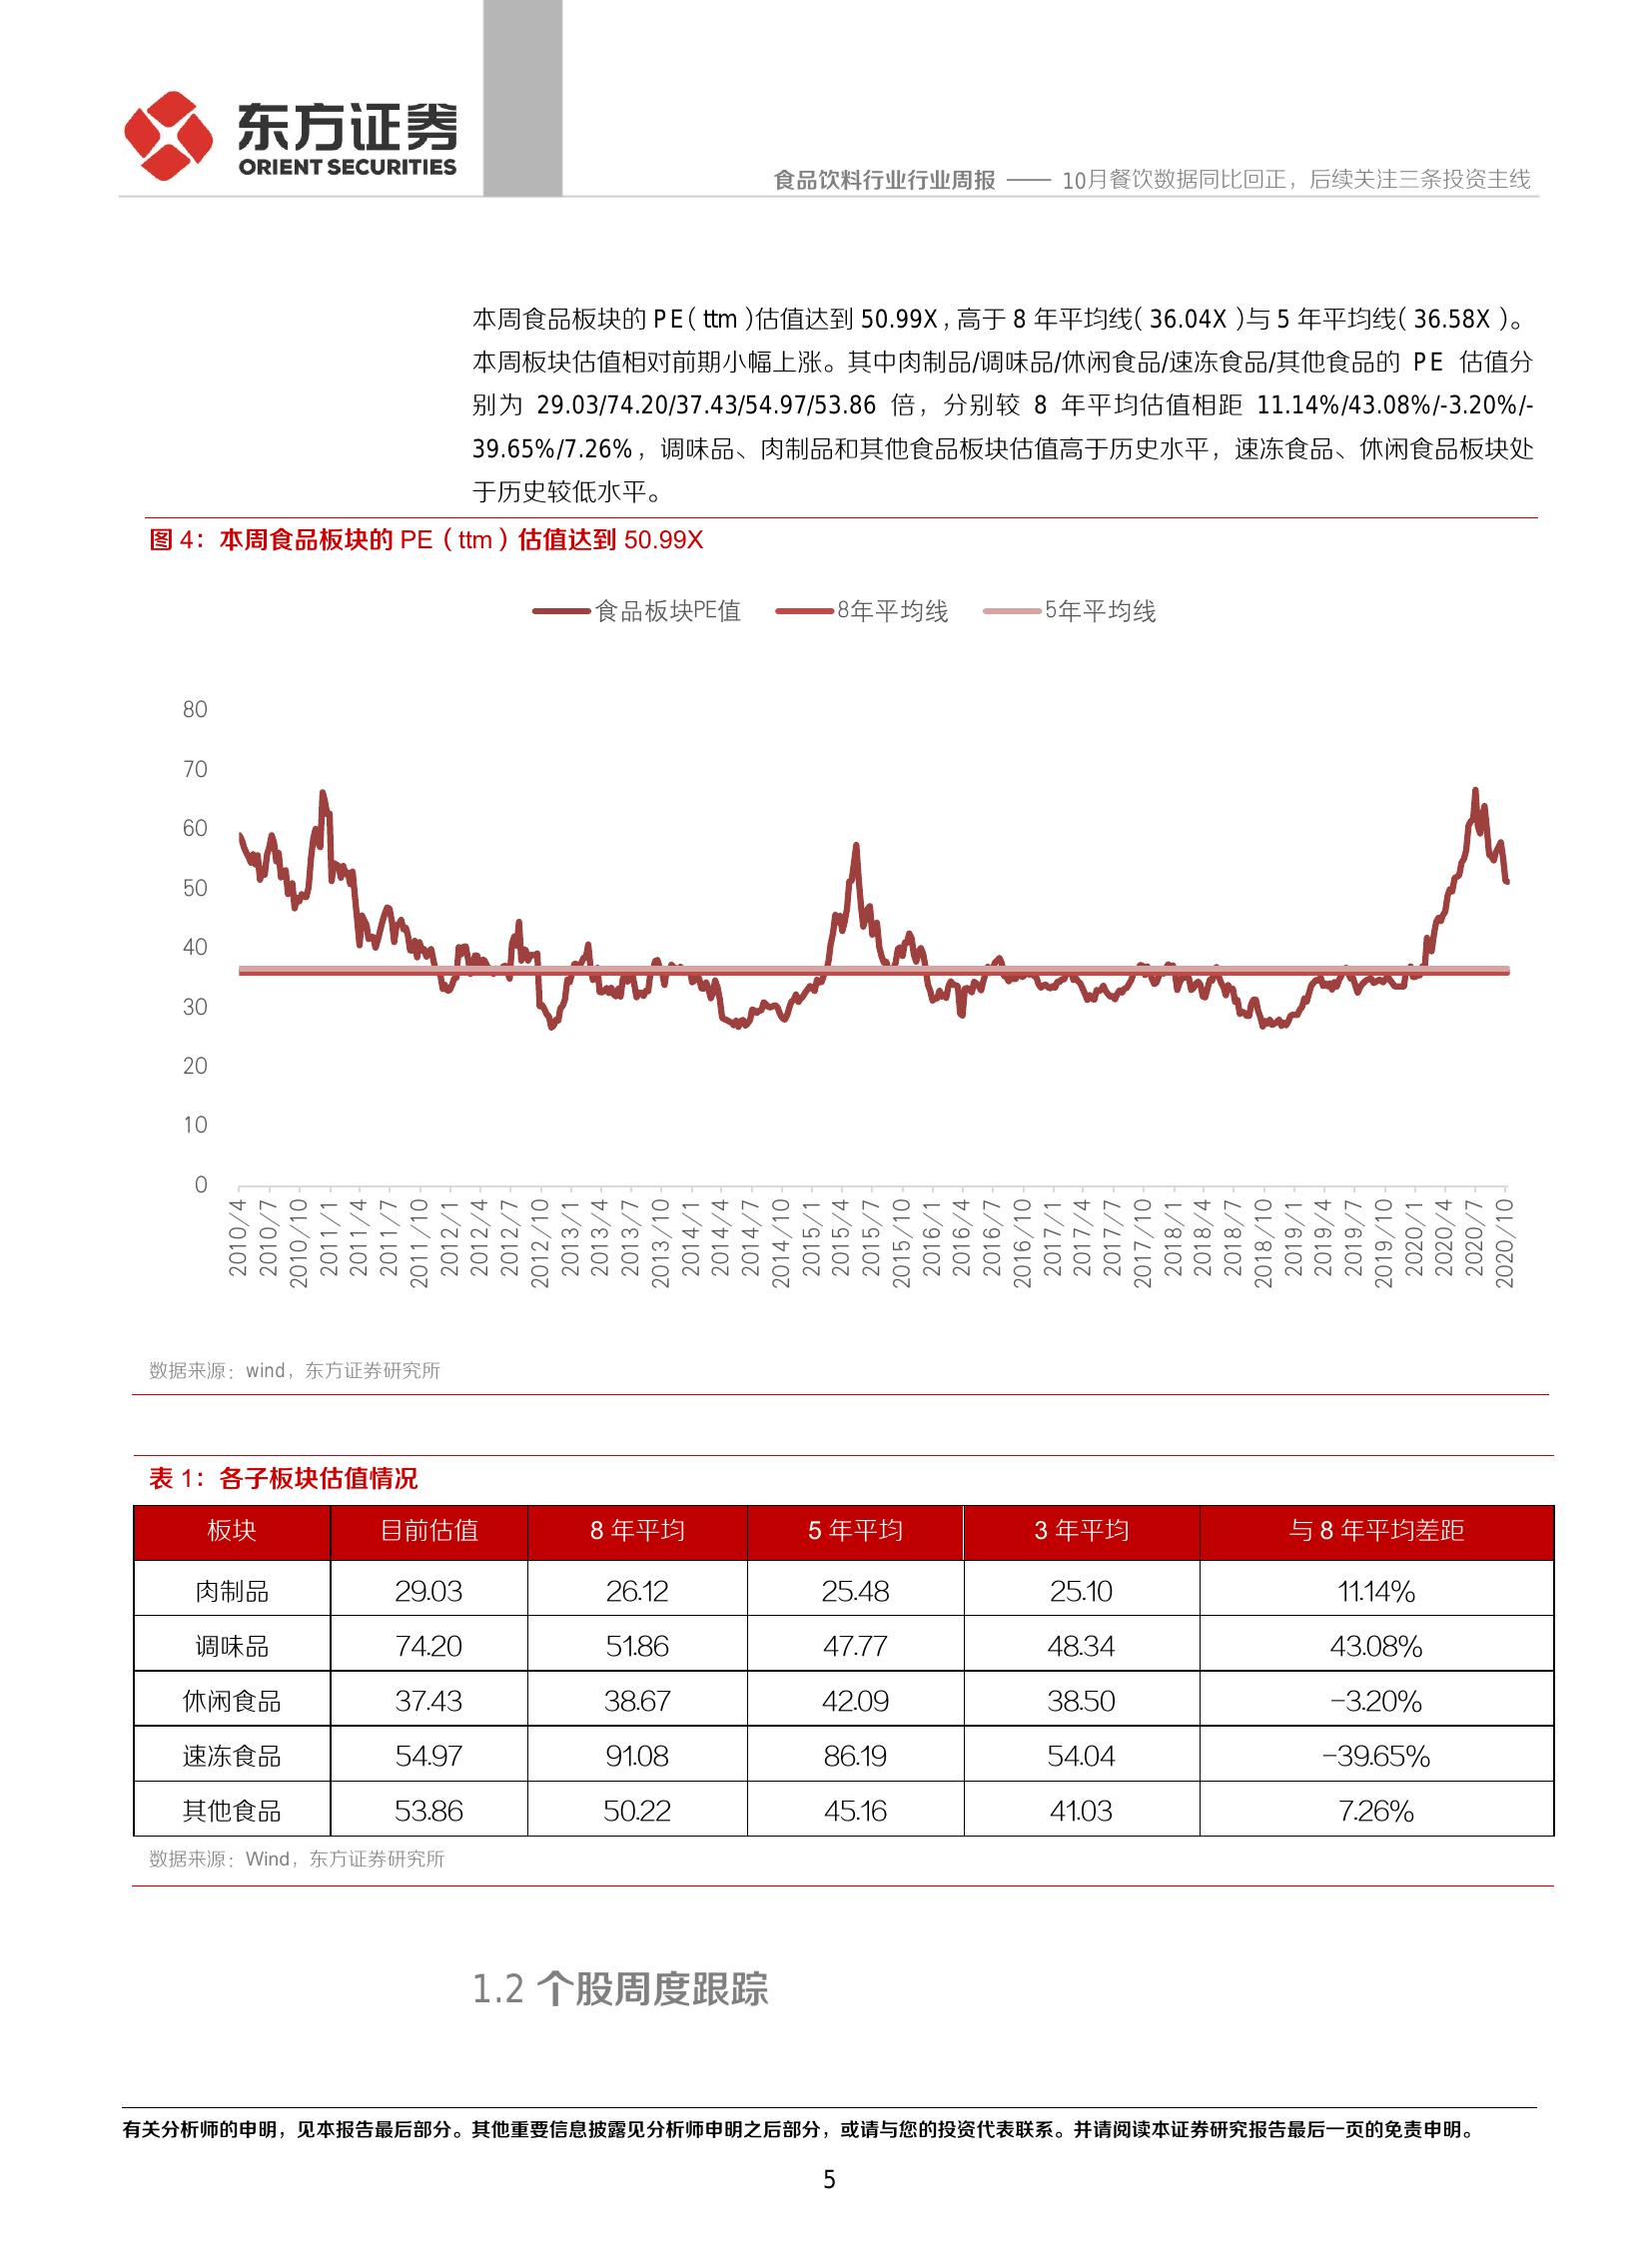 东方证券
ORIENT SECURITIES
食品饮料行业行业周报 —— 10月餐饮数据同比回正，后续关注三条投资主线
本周食品板块的 PE（ttm）估值达到 50.99X，高于 8 年平均线（36.04X）与 5 年平均线（36.58X）。
本周板块估值相对前期小幅上涨。其中肉制品/调味品/休闲食品/速冻食品/其他食品的 PE 估值分
别为 29.03/74.20/37.43/54.97/53.86 倍，分别较 8 年平均估值相距 11.14%/43.08%/-3.20%/-
39.65%/7.26%，调味品、肉制品和其他食品板块估值高于历史水平，速冻食品、休闲食品板块处
于历史较低水平。
图 4：本周食品板块的 PE（ttm）估值达到 50.99X
食品板块PE值 8年平均线 5年平均线
80
70
60
50
40
30
20
10
0
2010/4 2010/7 2010/10 2011/1 2011/4 2011/7 2011/10 2012/1 2012/4 2012/7 2012/10 2013/1 2013/4 2013/7 2013/10 2014/1 2014/4 2014/7 2014/10 2015/1 2015/4 2015/7 2015/10 2016/1 2016/4 2016/7 2016/10 2017/1 2017/4 2017/7 2017/10 2018/1 2018/4 2018/7 2018/10 2019/1 2019/4 2019/7 2019/10 2020/1 2020/4 2020/7 2020/10
数据来源：wind，东方证券研究所
表 1：各子板块估值情况
板块 目前估值 8 年平均 5 年平均 3 年平均 与 8 年平均差距
肉制品 29.03 26.12 25.48 25.10 11.14%
调味品 74.20 51.86 47.77 48.34 43.08%
休闲食品 37.43 38.67 42.09 38.50 -3.20%
速冻食品 54.97 91.08 86.19 54.04 -39.65%
其他食品 53.86 50.22 45.16 41.03 7.26%
数据来源：Wind，东方证券研究所
1.2 个股周度跟踪
有关分析师的申明，见本报告最后部分。其他重要信息披露见分析师申明之后部分，或请与您的投资代表联系。并请阅读本证券研究报告最后一页的免责申明。
5